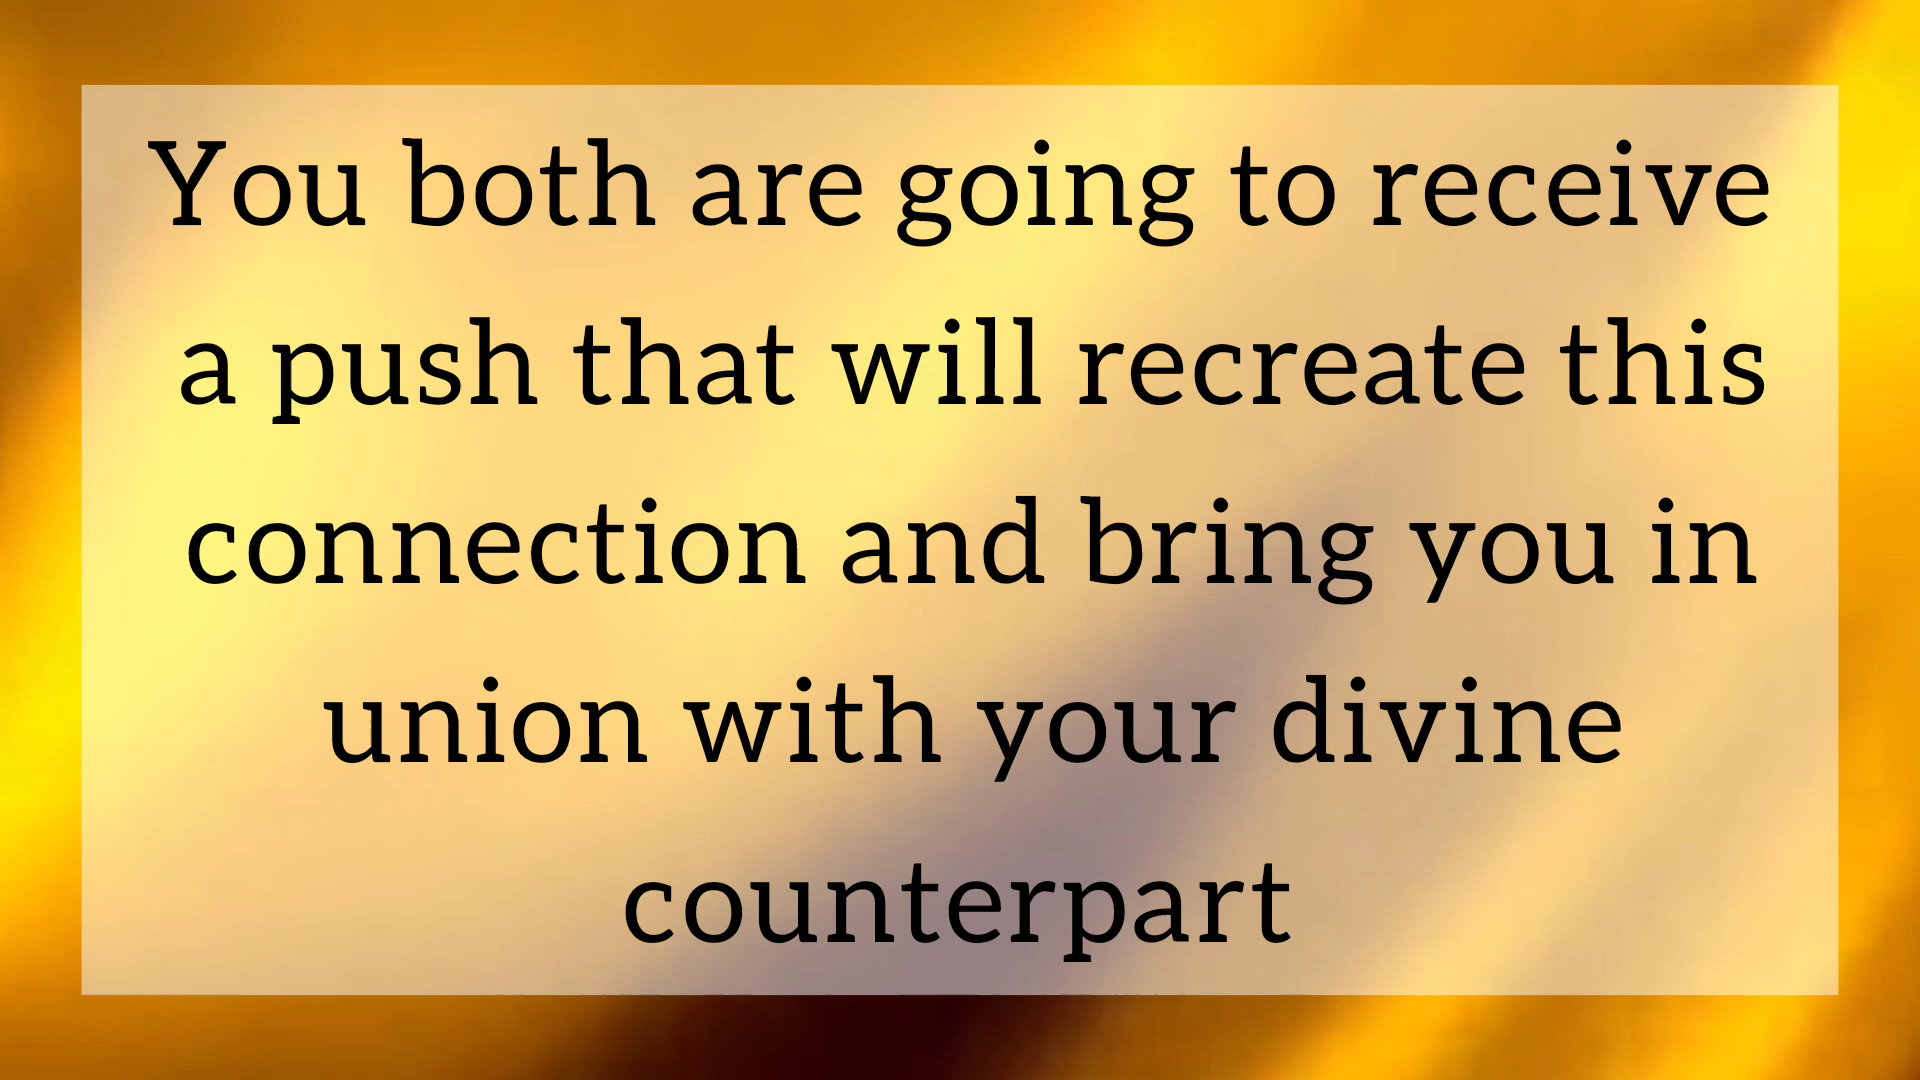 You both are going to receive
a push that will recreate this
connection and bring you in
union with your divine
counterpart